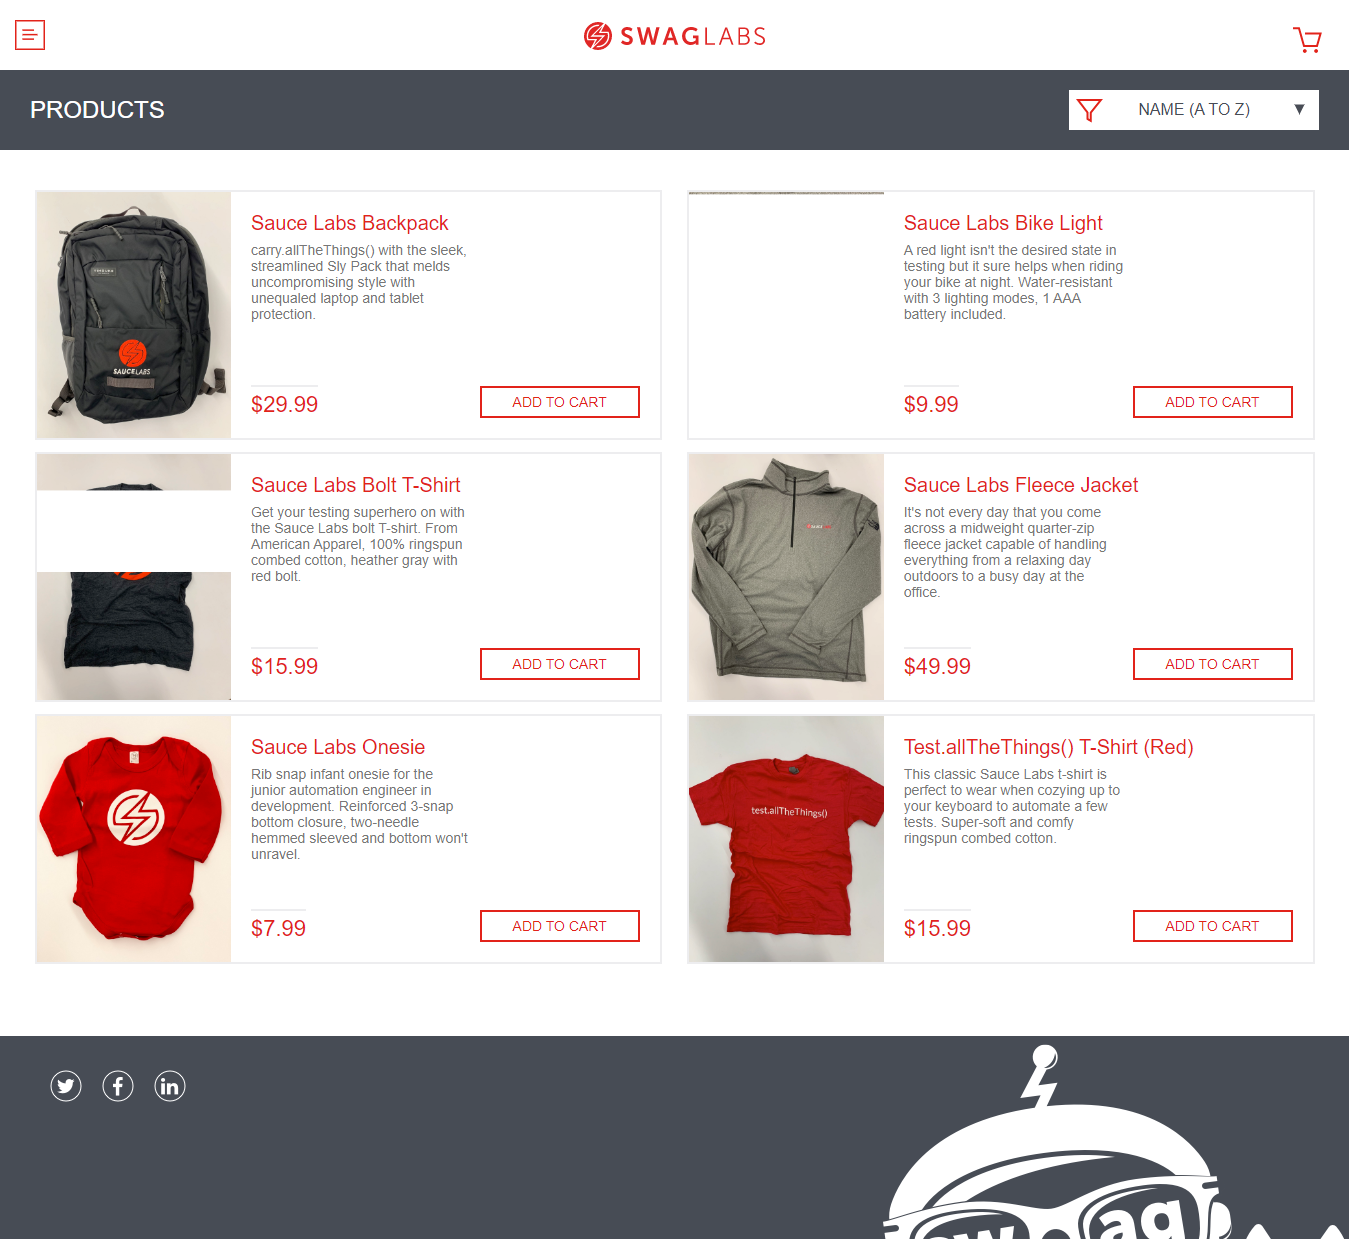 SWAGLABS
PRODUCTS
NAME (A TO Z) ▼
Sauce Labs Backpack
carry.allTheThings() with the sleek,
streamlined Sly Pack that melds
uncompromising style with
unequaled laptop and tablet
protection.
SAUCELABS
$29.99
ADD TO CART
Sauce Labs Bike Light
A red light isn't the desired state in
testing but it sure helps when riding
your bike at night. Water-resistant
with 3 lighting modes, 1 AAA
battery included.
$9.99
ADD TO CART
Sauce Labs Bolt T-Shirt
Get your testing superhero on with
the Sauce Labs bolt T-shirt. From
American Apparel, 100% ringspun
combed cotton, heather gray with
red bolt.
$15.99
ADD TO CART
Sauce Labs Fleece Jacket
It's not every day that you come
across a midweight quarter-zip
fleece jacket capable of handling
everything from a relaxing day
outdoors to a busy day at the
office.
$49.99
ADD TO CART
Sauce Labs Onesie
Rib snap infant onesie for the
junior automation engineer in
development. Reinforced 3-snap
bottom closure, two-needle
hemmed sleeved and bottom won't
unravel.
$7.99
ADD TO CART
Test.allTheThings() T-Shirt (Red)
This classic Sauce Labs t-shirt is
perfect to wear when cozying up to
your keyboard to automate a few
tests. Super-soft and comfy
ringspun combed cotton.
test.allTheThings()
$15.99
ADD TO CART